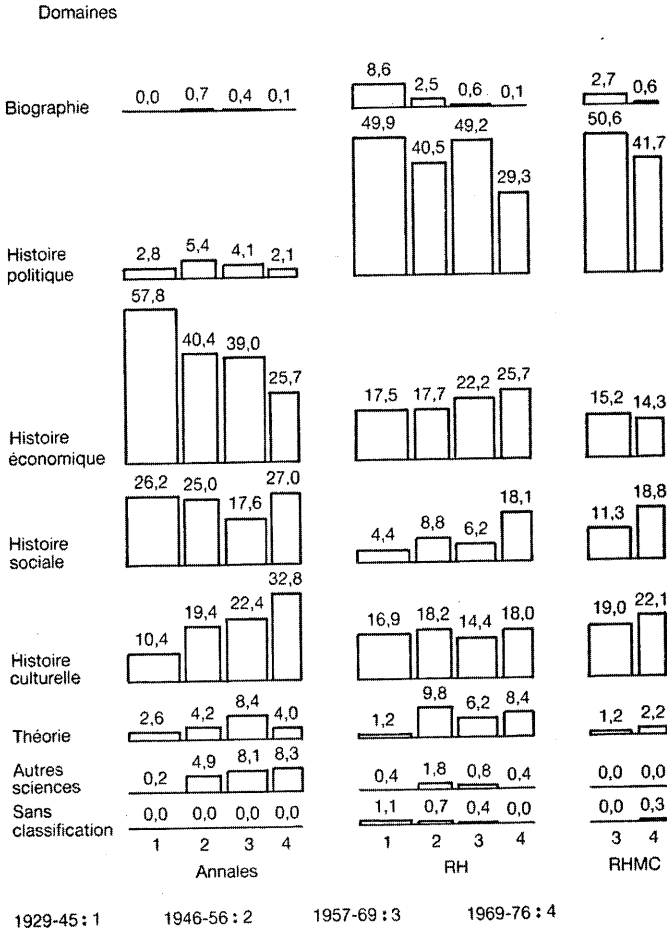 Domaines
8,6
2,7
0,0 0,7 0,4 0,1 2,5 0,6 0,1 0,6
Biographie
49,9 49,2 50,6
40,5 41,7
29,3
Histoire
politique
2,8 5,4 4,1 2,1
57,8
40,4 39,0
25,7 25,7
17,5 17,7 22,2 15,2 14,3
Histoire
économique
26,2 25,0 17,6 27,0
4,4 8,8 6,2 18,1 11,3 18,8
Histoire
sociale
32,8
10,4 19,4 22,4 16,9 18,2 14,4 18,0 19,0 22,1
Histoire
culturelle
Théorie
2,6 4,2 8,4 4,0 1,2 9,8 6,2 8,4 1,2 2,2
Autres
sciences
0,2 4,9 8,1 8,3 0,4 1,8 0,8 0,4 0,0 0,0
Sans
classification
0,0 0,0 0,0 0,0 1,1 0,7 0,4 0,0 0,0 0,3
1 2 3 4 1 2 3 4 3 4
Annales RH RHMC
1929-45 : 1 1946-56 : 2 1957-69 : 3 1969-76 : 4